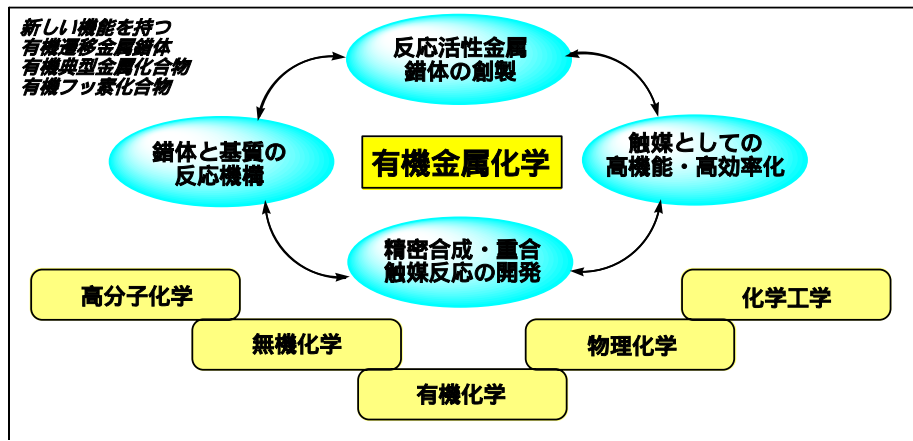 新しい機能を持つ
有機遷移金属錯体
有機典型金属化合物
有機フッ素化合物
反応活性金属
錯体の創製
錯体と基質の
反応機構
有機金属化学
触媒としての
高機能・高効率化
精密合成・重合
触媒反応の開発
高分子化学
無機化学
有機化学
物理化学
化学工学